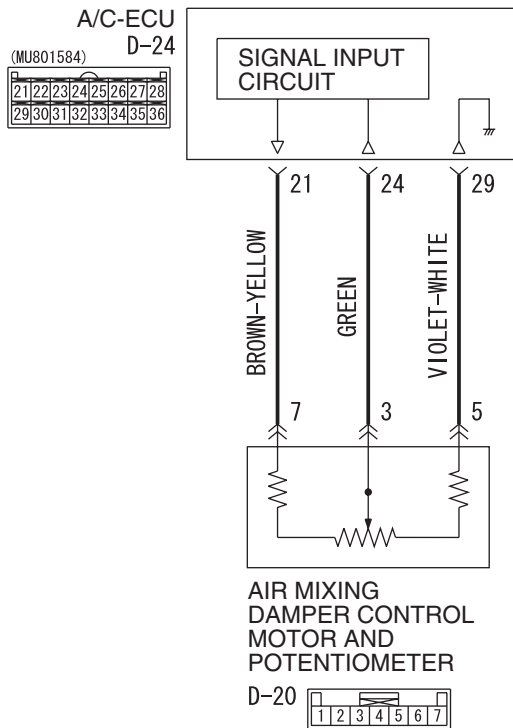 A/C-ECU
D-24
(MU801584)
21 22 23 24 25 26 27 28
29 30 31 32 33 34 35 36
SIGNAL INPUT
CIRCUIT
21 24 29
BROWN-YELLOW
GREEN
VIOLET-WHITE
7 3 5
AIR MIXING
DAMPER CONTROL
MOTOR AND
POTENTIOMETER
D-20
1 2 3 4 5 6 7